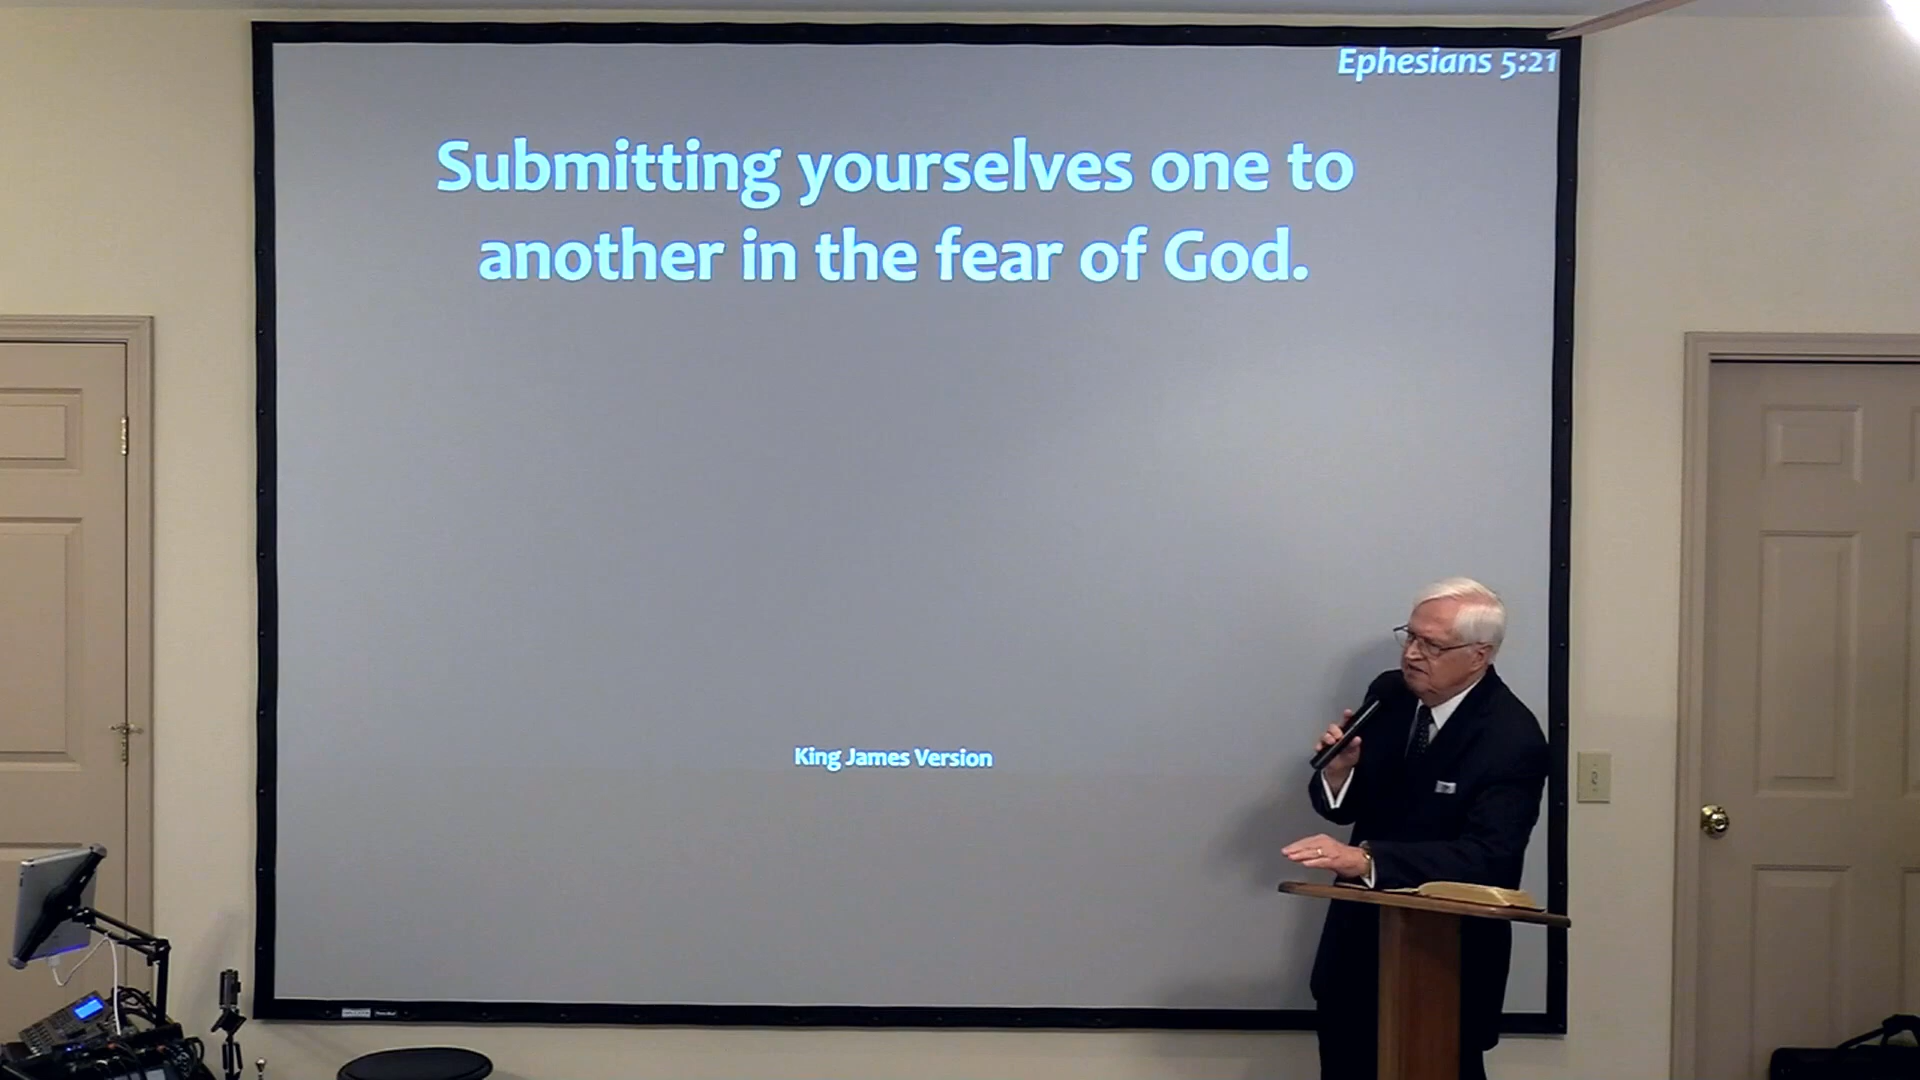 Ephesians 5:21
Submitting yourselves one to
another in the fear of God.
King James Version